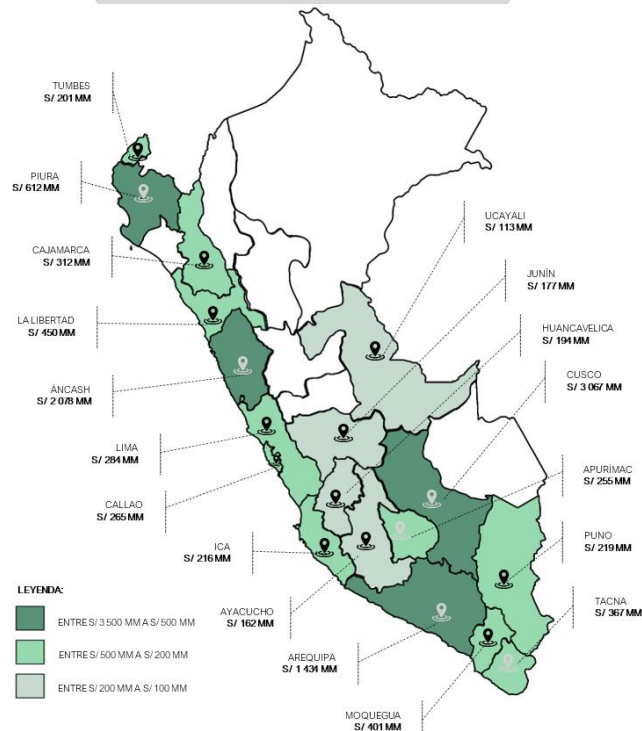 TUMBES
S/ 201 MM
PIURA
S/ 612 MM
CAJAMARCA
S/ 312 MM
LA LIBERTAD
S/ 450 MM
ÁNCASH
S/ 2 078 MM
LIMA
S/ 284 MM
CALLAO
S/ 265 MM
ICA
S/ 216 MM
AYACUCHO
S/ 162 MM
AREQUIPA
S/ 1 434 MM
MOQUEGUA
S/ 401 MM
UCAYALI
S/ 113 MM
JUNÍN
S/ 177 MM
HUANCAVELICA
S/ 194 MM
CUSCO
S/ 3 067 MM
APURÍMAC
S/ 255 MM
PUNO
S/ 219 MM
TACNA
S/ 367 MM
LEYENDA:
ENTRE S/ 3 500 MM A S/ 500 MM
ENTRE S/ 500 MM A S/ 200 MM
ENTRE S/ 200 MM A S/ 100 MM